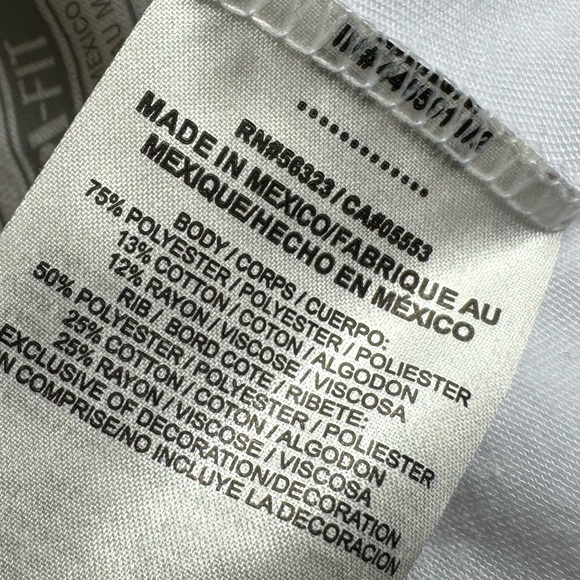 RN#56323 / CA#05553
MADE IN MEXICO/FABRIQUE AU
MEXIQUE/HECHO EN MÉXICO
BODY / CORPS / CUERPO:
75% POLYESTER / POLYESTER / POLIESTER
13% COTTON / COTON / ALGODON
12% RAYON / VISCOSE / VISCOSA
RIB / BORD COTE / RIBETE:
50% POLYESTER / POLYESTER / POLIESTER
25% COTTON / COTON / ALGODON
25% RAYON / VISCOSE / VISCOSA
EXCLUSIVE OF DECORATION/DECORATION
COMPRISE/NO INCLUYE LA DECORACION
-FIT
MEXICO